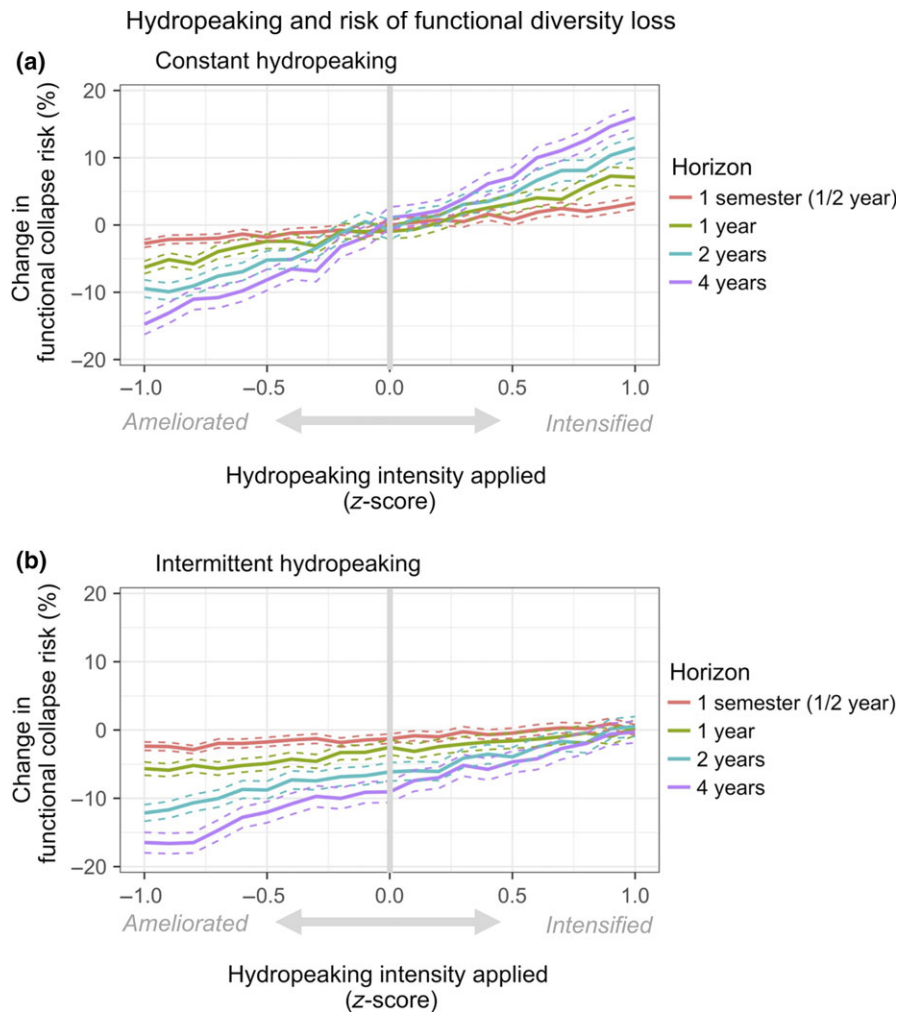 Hydropeaking and risk of functional diversity loss
(a)
Constant hydropeaking
Change in
functional collapse risk (%)
20
10
0
−10
−20
−1.0 −0.5 0.0 0.5 1.0
Ameliorated Intensified
Hydropeaking intensity applied
(z-score)
Horizon
1 semester (1/2 year)
1 year
2 years
4 years
(b)
Intermittent hydropeaking
Change in
functional collapse risk (%)
20
10
0
−10
−20
−1.0 −0.5 0.0 0.5 1.0
Ameliorated Intensified
Hydropeaking intensity applied
(z-score)
Horizon
1 semester (1/2 year)
1 year
2 years
4 years